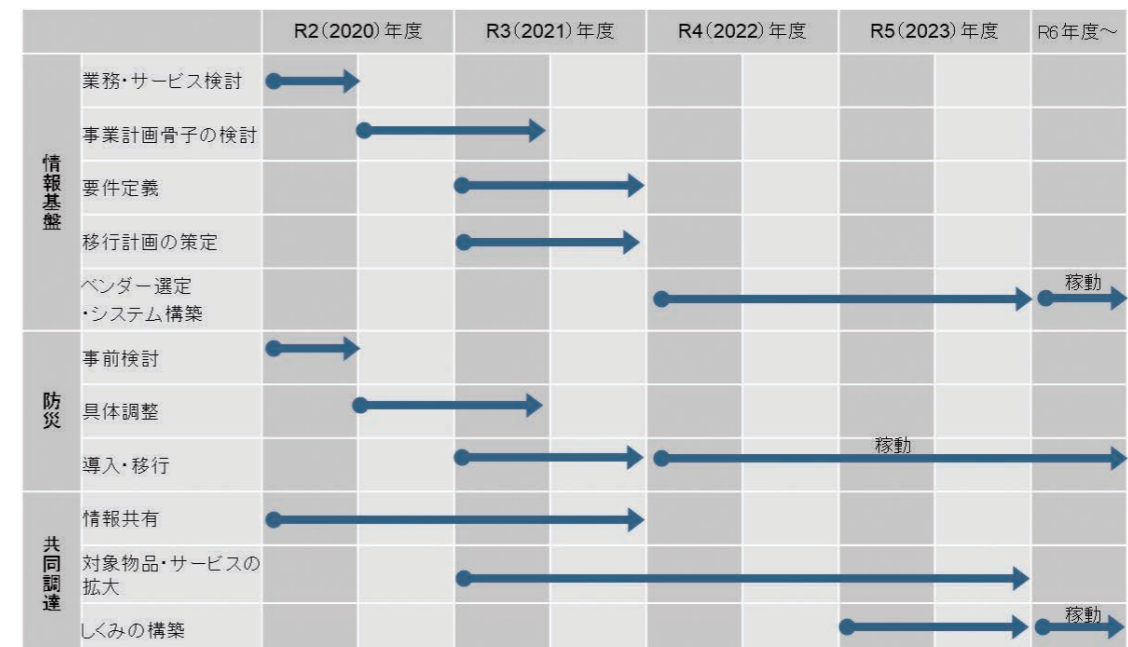 R2(2020)年度 R3(2021)年度 R4(2022)年度 R5(2023)年度 R6年度～
情報基盤
業務・サービス検討
事業計画骨子の検討
要件定義
移行計画の策定
ベンダー選定
・システム構築
稼動
防災
事前検討
具体調整
導入・移行
稼動
共同調達
情報共有
対象物品・サービスの
拡大
しくみの構築
稼動